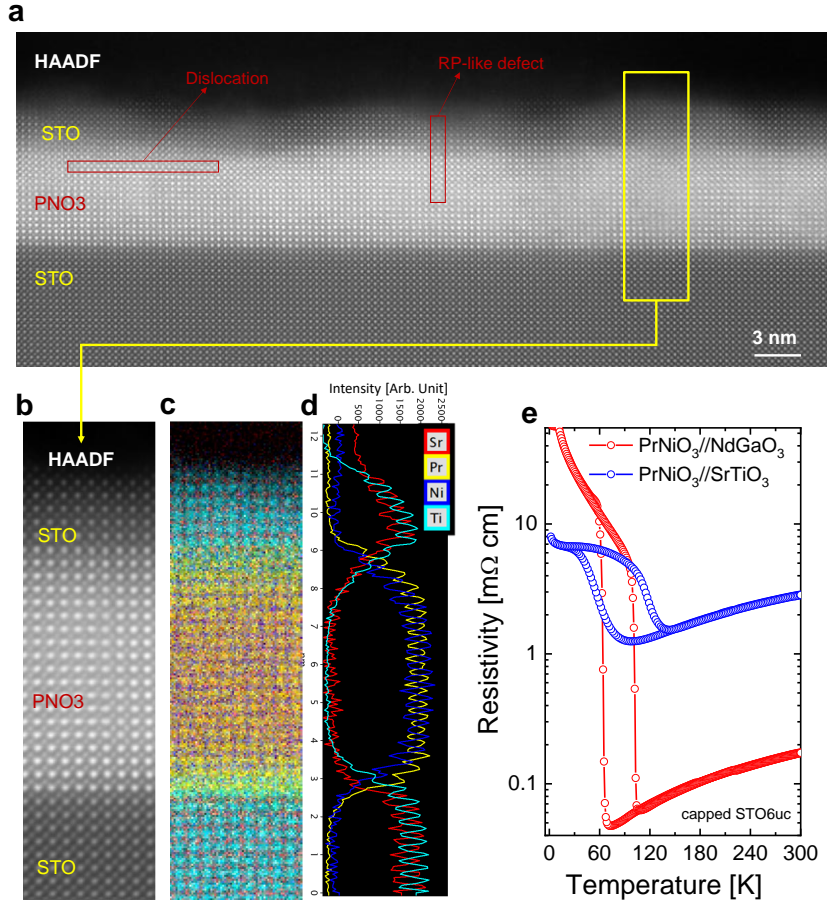 a
HAADF
Dislocation
RP-like defect
STO
PNO3
STO
3 nm
b
HAADF
STO
PNO3
STO
c
d
Intensity [Arb. Unit]
0
500
1000
1500
2000
2500
12
11
10
9
8
7
6
5
4
3
2
1
0
nm
Sr
Pr
Ni
Ti
e
PrNiO₃//NdGaO₃
PrNiO₃//SrTiO₃
Resistivity [mΩ cm]
10
1
0.1
capped STO6uc
0 60 120 180 240 300
Temperature [K]